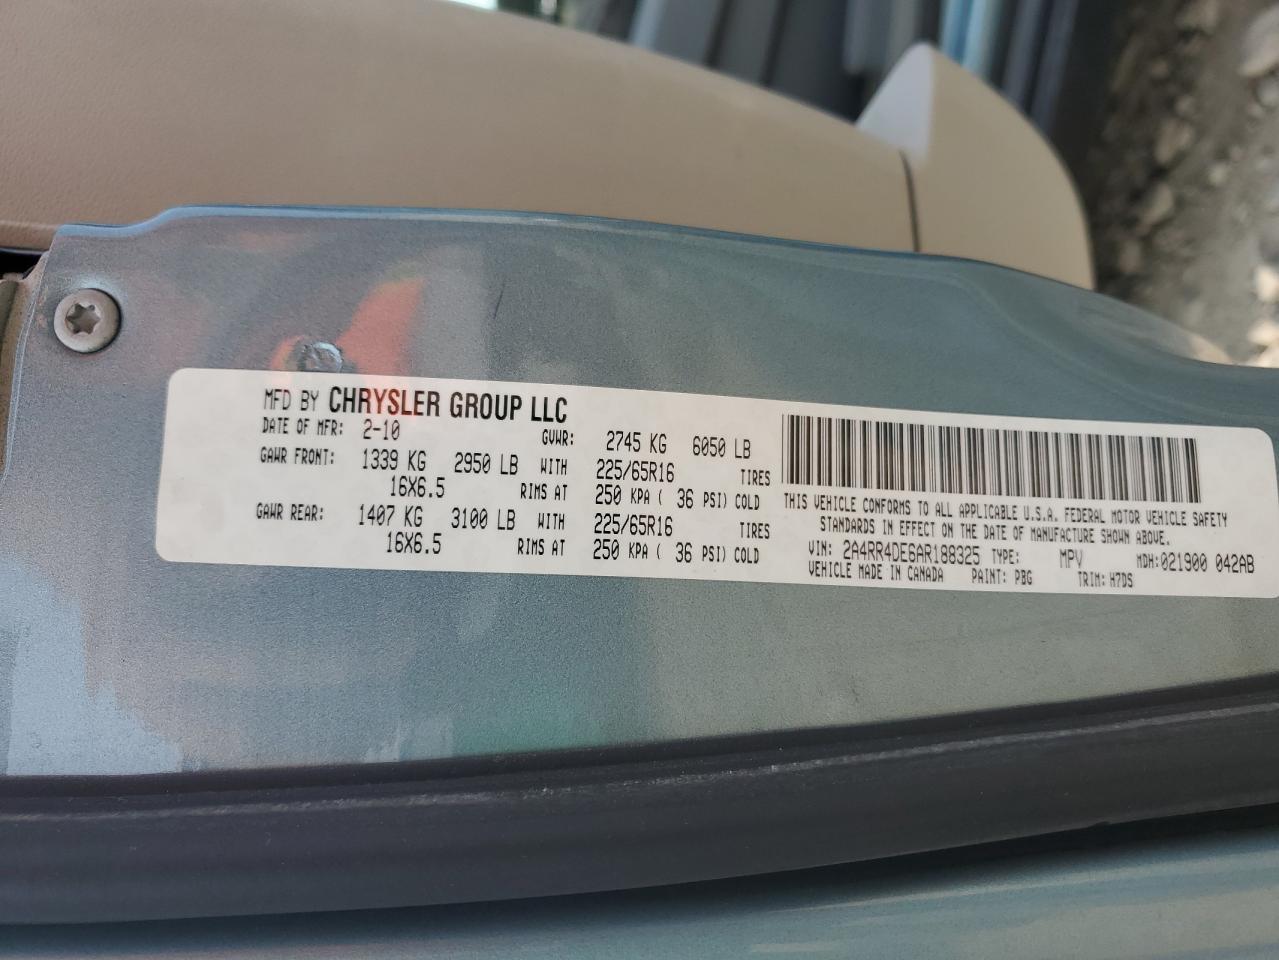 MFD BY CHRYSLER GROUP LLC
DATE OF MFR: 2-10 GVWR: 2745 KG 6050 LB
GAWR FRONT: 1339 KG 2950 LB WITH 225/65R16 TIRES
16X6.5 RIMS AT 250 KPA ( 36 PSI) COLD
GAWR REAR: 1407 KG 3100 LB WITH 225/65R16 TIRES
16X6.5 RIMS AT 250 KPA ( 36 PSI) COLD
THIS VEHICLE CONFORMS TO ALL APPLICABLE U.S.A. FEDERAL MOTOR VEHICLE SAFETY
STANDARDS IN EFFECT ON THE DATE OF MANUFACTURE SHOWN ABOVE.
VIN: 2A4RR4DE6AR188325 TYPE: MPV MDH:021900 042AB
VEHICLE MADE IN CANADA PAINT: PBG TRIM: H7DS